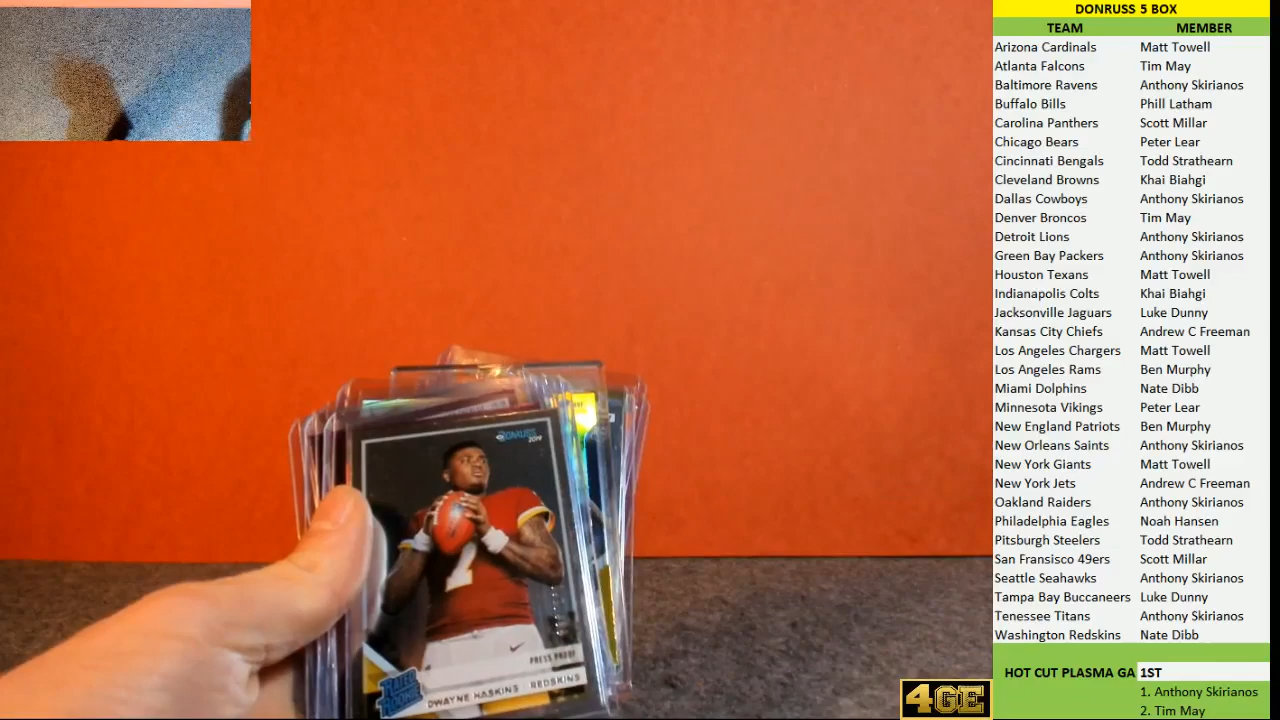 DONRUSS 5 BOX
TEAM MEMBER
Arizona Cardinals Matt Towell
Atlanta Falcons Tim May
Baltimore Ravens Anthony Skirianos
Buffalo Bills Phill Latham
Carolina Panthers Scott Millar
Chicago Bears Peter Lear
Cincinnati Bengals Todd Strathearn
Cleveland Browns Khai Biahgi
Dallas Cowboys Anthony Skirianos
Denver Broncos Tim May
Detroit Lions Anthony Skirianos
Green Bay Packers Anthony Skirianos
Houston Texans Matt Towell
Indianapolis Colts Khai Biahgi
Jacksonville Jaguars Luke Dunny
Kansas City Chiefs Andrew C Freeman
Los Angeles Chargers Matt Towell
Los Angeles Rams Ben Murphy
Miami Dolphins Nate Dibb
Minnesota Vikings Peter Lear
New England Patriots Ben Murphy
New Orleans Saints Anthony Skirianos
New York Giants Matt Towell
New York Jets Andrew C Freeman
Oakland Raiders Anthony Skirianos
Philadelphia Eagles Noah Hansen
Pitsburgh Steelers Todd Strathearn
San Fransisco 49ers Scott Millar
Seattle Seahawks Anthony Skirianos
Tampa Bay Buccaneers Luke Dunny
Tenessee Titans Anthony Skirianos
Washington Redskins Nate Dibb
HOT CUT PLASMA GA 1ST
1. Anthony Skirianos
2. Tim May
4GE
DONRUSS
2019
7
PRESS PROOF
RATED
ROOKIE
DWAYNE HASKINS REDSKINS